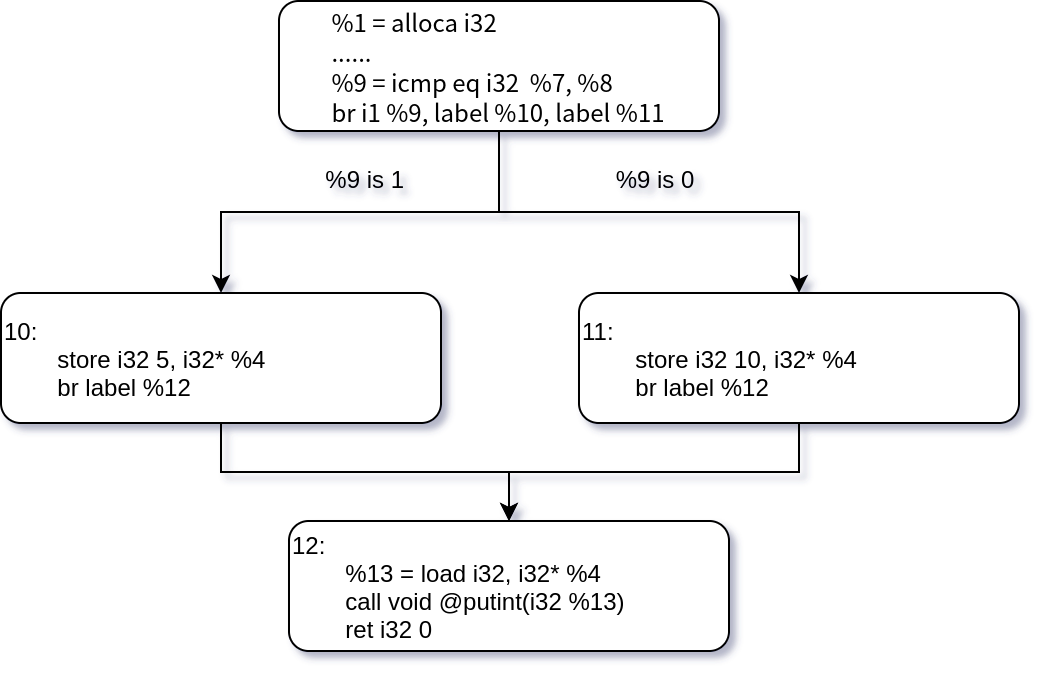 %1 = alloca i32
......
%9 = icmp eq i32  %7, %8
br i1 %9, label %10, label %11
%9 is 1
%9 is 0
10:
store i32 5, i32* %4
br label %12
11:
store i32 10, i32* %4
br label %12
12:
%13 = load i32, i32* %4
call void @putint(i32 %13)
ret i32 0